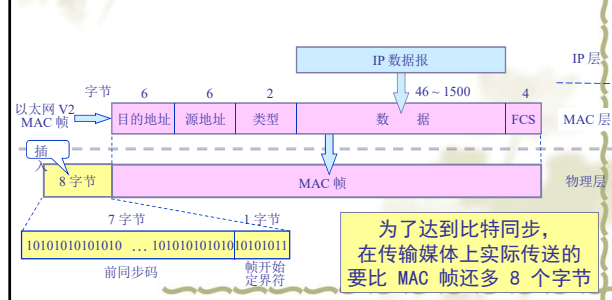 IP 数据报
IP 层
字节
6
6
2
46 ~ 1500
4
以太网 V2
MAC 帧
目的地址
源地址
类型
数 据
FCS
MAC 层
插
入
8 字节
MAC 帧
物理层
7 字节
1 字节
10101010101010 … 101010101010
10101011
前同步码
帧开始
定界符
为了达到比特同步，
在传输媒体上实际传送的
要比 MAC 帧还多 8 个字节